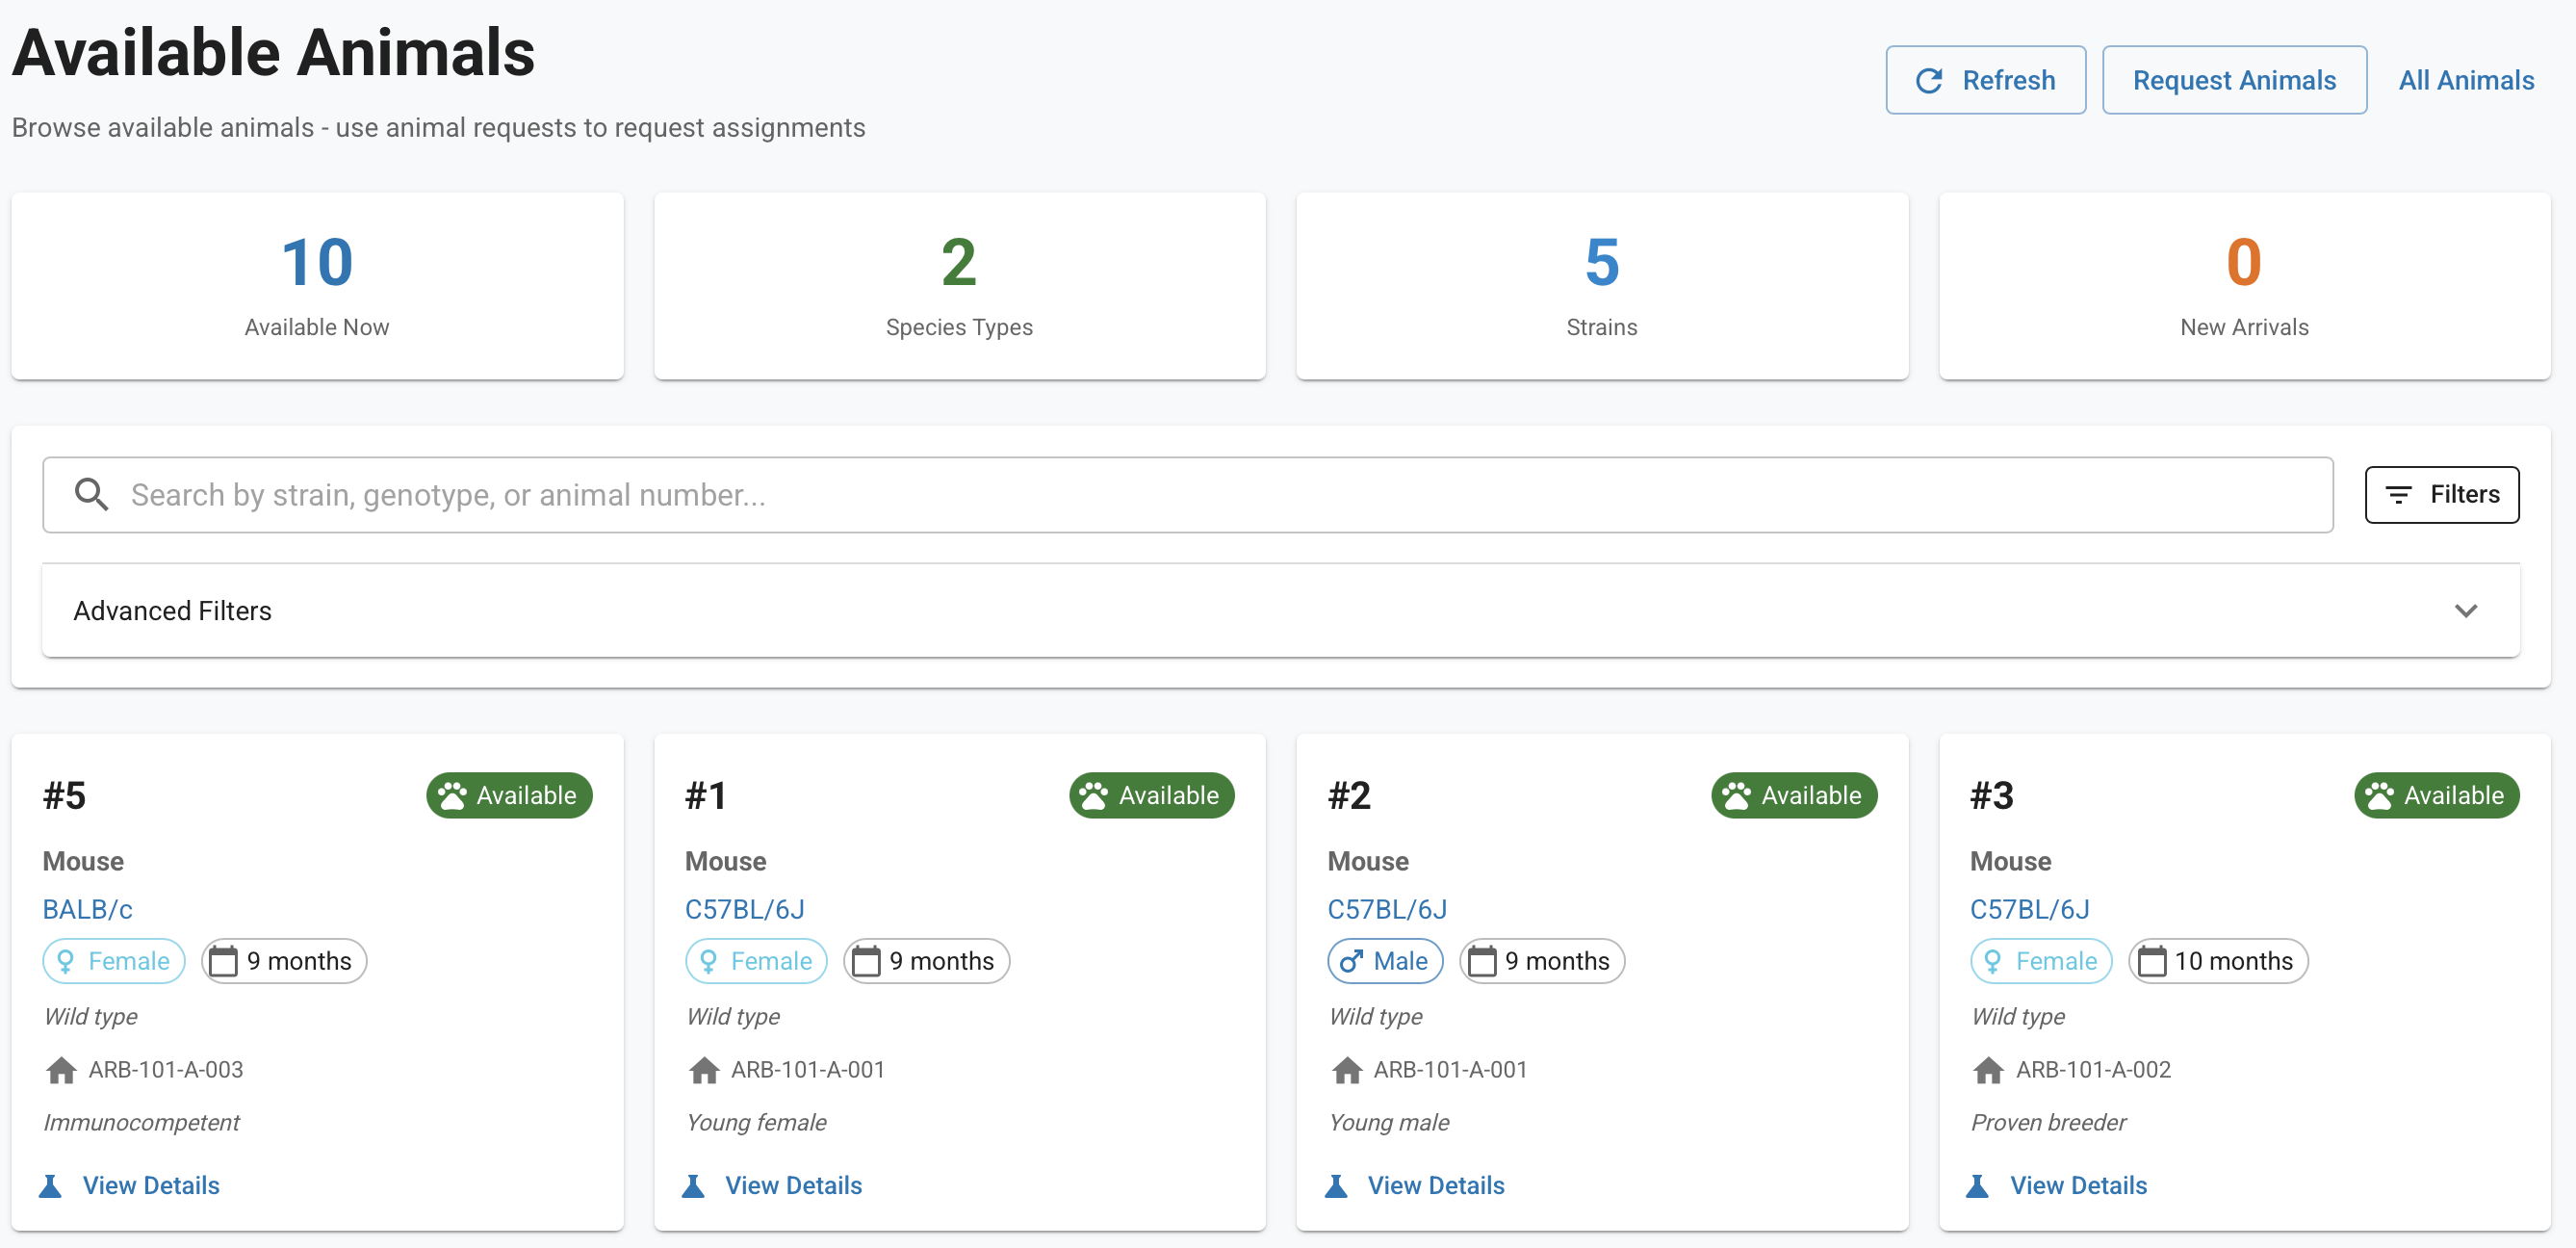 Available Animals
Browse available animals - use animal requests to request assignments
Refresh
Request Animals
All Animals
10
Available Now
2
Species Types
5
Strains
0
New Arrivals
Search by strain, genotype, or animal number...
Filters
Advanced Filters
#5
Available
Mouse
BALB/c
Female
9 months
Wild type
ARB-101-A-003
Immunocompetent
View Details
#1
Available
Mouse
C57BL/6J
Female
9 months
Wild type
ARB-101-A-001
Young female
View Details
#2
Available
Mouse
C57BL/6J
Male
9 months
Wild type
ARB-101-A-001
Young male
View Details
#3
Available
Mouse
C57BL/6J
Female
10 months
Wild type
ARB-101-A-002
Proven breeder
View Details